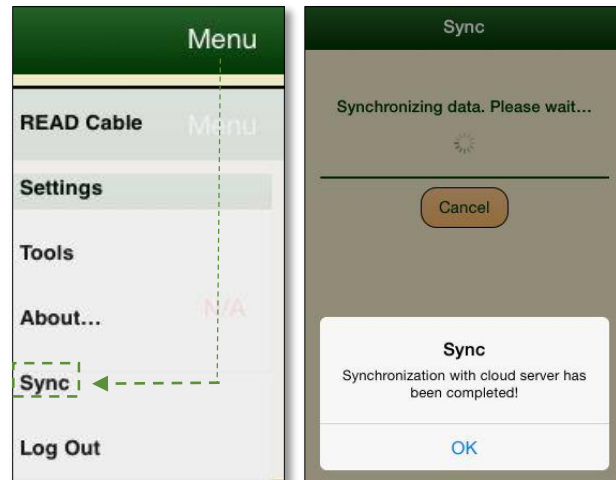 Menu
READ Cable
Menu
Settings
Tools
About...
N/A
Sync
Log Out
Sync
Synchronizing data. Please wait...
Cancel
Sync
Synchronization with cloud server has
been completed!
OK